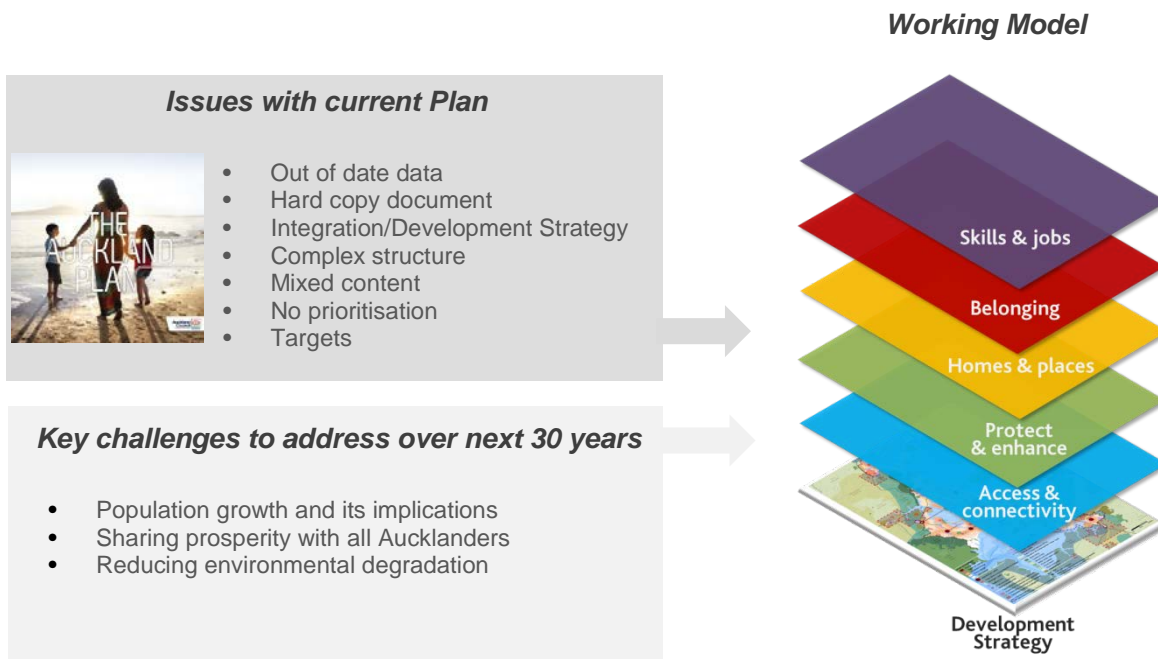 Working Model
Issues with current Plan
THE
AUCKLAND
PLAN
• Out of date data
• Hard copy document
• Integration/Development Strategy
• Complex structure
• Mixed content
• No prioritisation
• Targets
Key challenges to address over next 30 years
• Population growth and its implications
• Sharing prosperity with all Aucklanders
• Reducing environmental degradation
Skills & jobs
Belonging
Homes & places
Protect
& enhance
Access &
connectivity
Development
Strategy